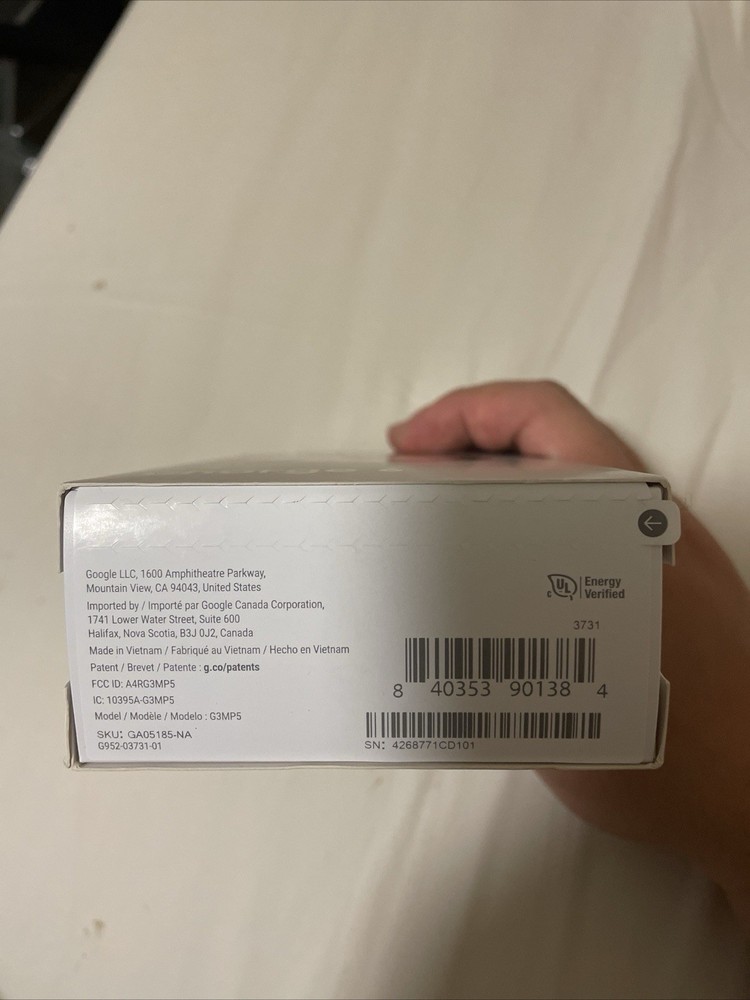 Google LLC, 1600 Amphitheatre Parkway,
Mountain View, CA 94043, United States
Imported by / Importé par Google Canada Corporation,
1741 Lower Water Street, Suite 600
Halifax, Nova Scotia, B3J 0J2, Canada
Made in Vietnam / Fabriqué au Vietnam / Hecho en Vietnam
Patent / Brevet / Patente : g.co/patents
FCC ID: A4RG3MP5
IC: 10395A-G3MP5
Model / Modèle / Modelo : G3MP5
SKU: GA05185-NA
G952-03731-01
C UL US
Energy
Verified
3731
8 40353 90138 4
SN: 4268771CD101